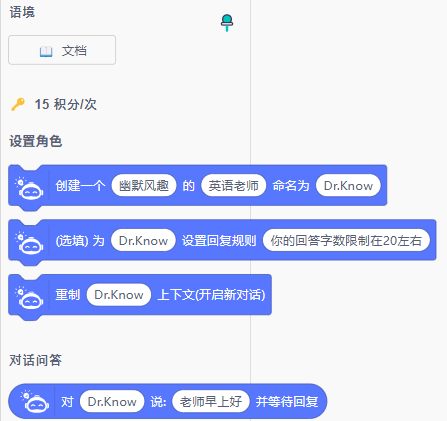 语境
文档
15 积分/次
设置角色
创建一个 幽默风趣 的 英语老师 命名为 Dr.Know
(选填) 为 Dr.Know 设置回复规则 你的回答字数限制在20左右
重制 Dr.Know 上下文(开启新对话)
对话问答
对 Dr.Know 说: 老师早上好 并等待回复